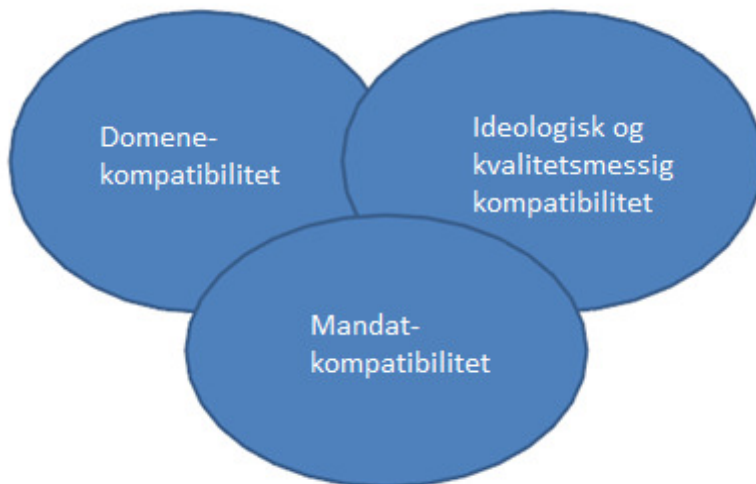 Domene-
kompatibilitet
Ideologisk og
kvalitetsmessig
kompatibilitet
Mandat-
kompatibilitet